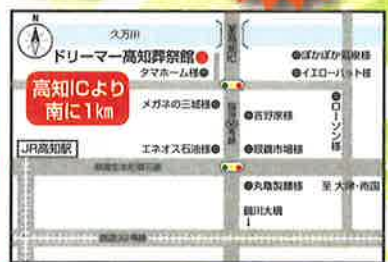 N
久万川
ドリーマー高知葬祭館
タマホーム様
ぽかぽか温泉様
イエローハット様
高知ICより
南に1km
メガネの三城様
吉野家様
ローソン様
JR高知駅
エネオス石油様
眼鏡市場様
丸亀製麺様
至 大津・南国
鶴川大橋
↓